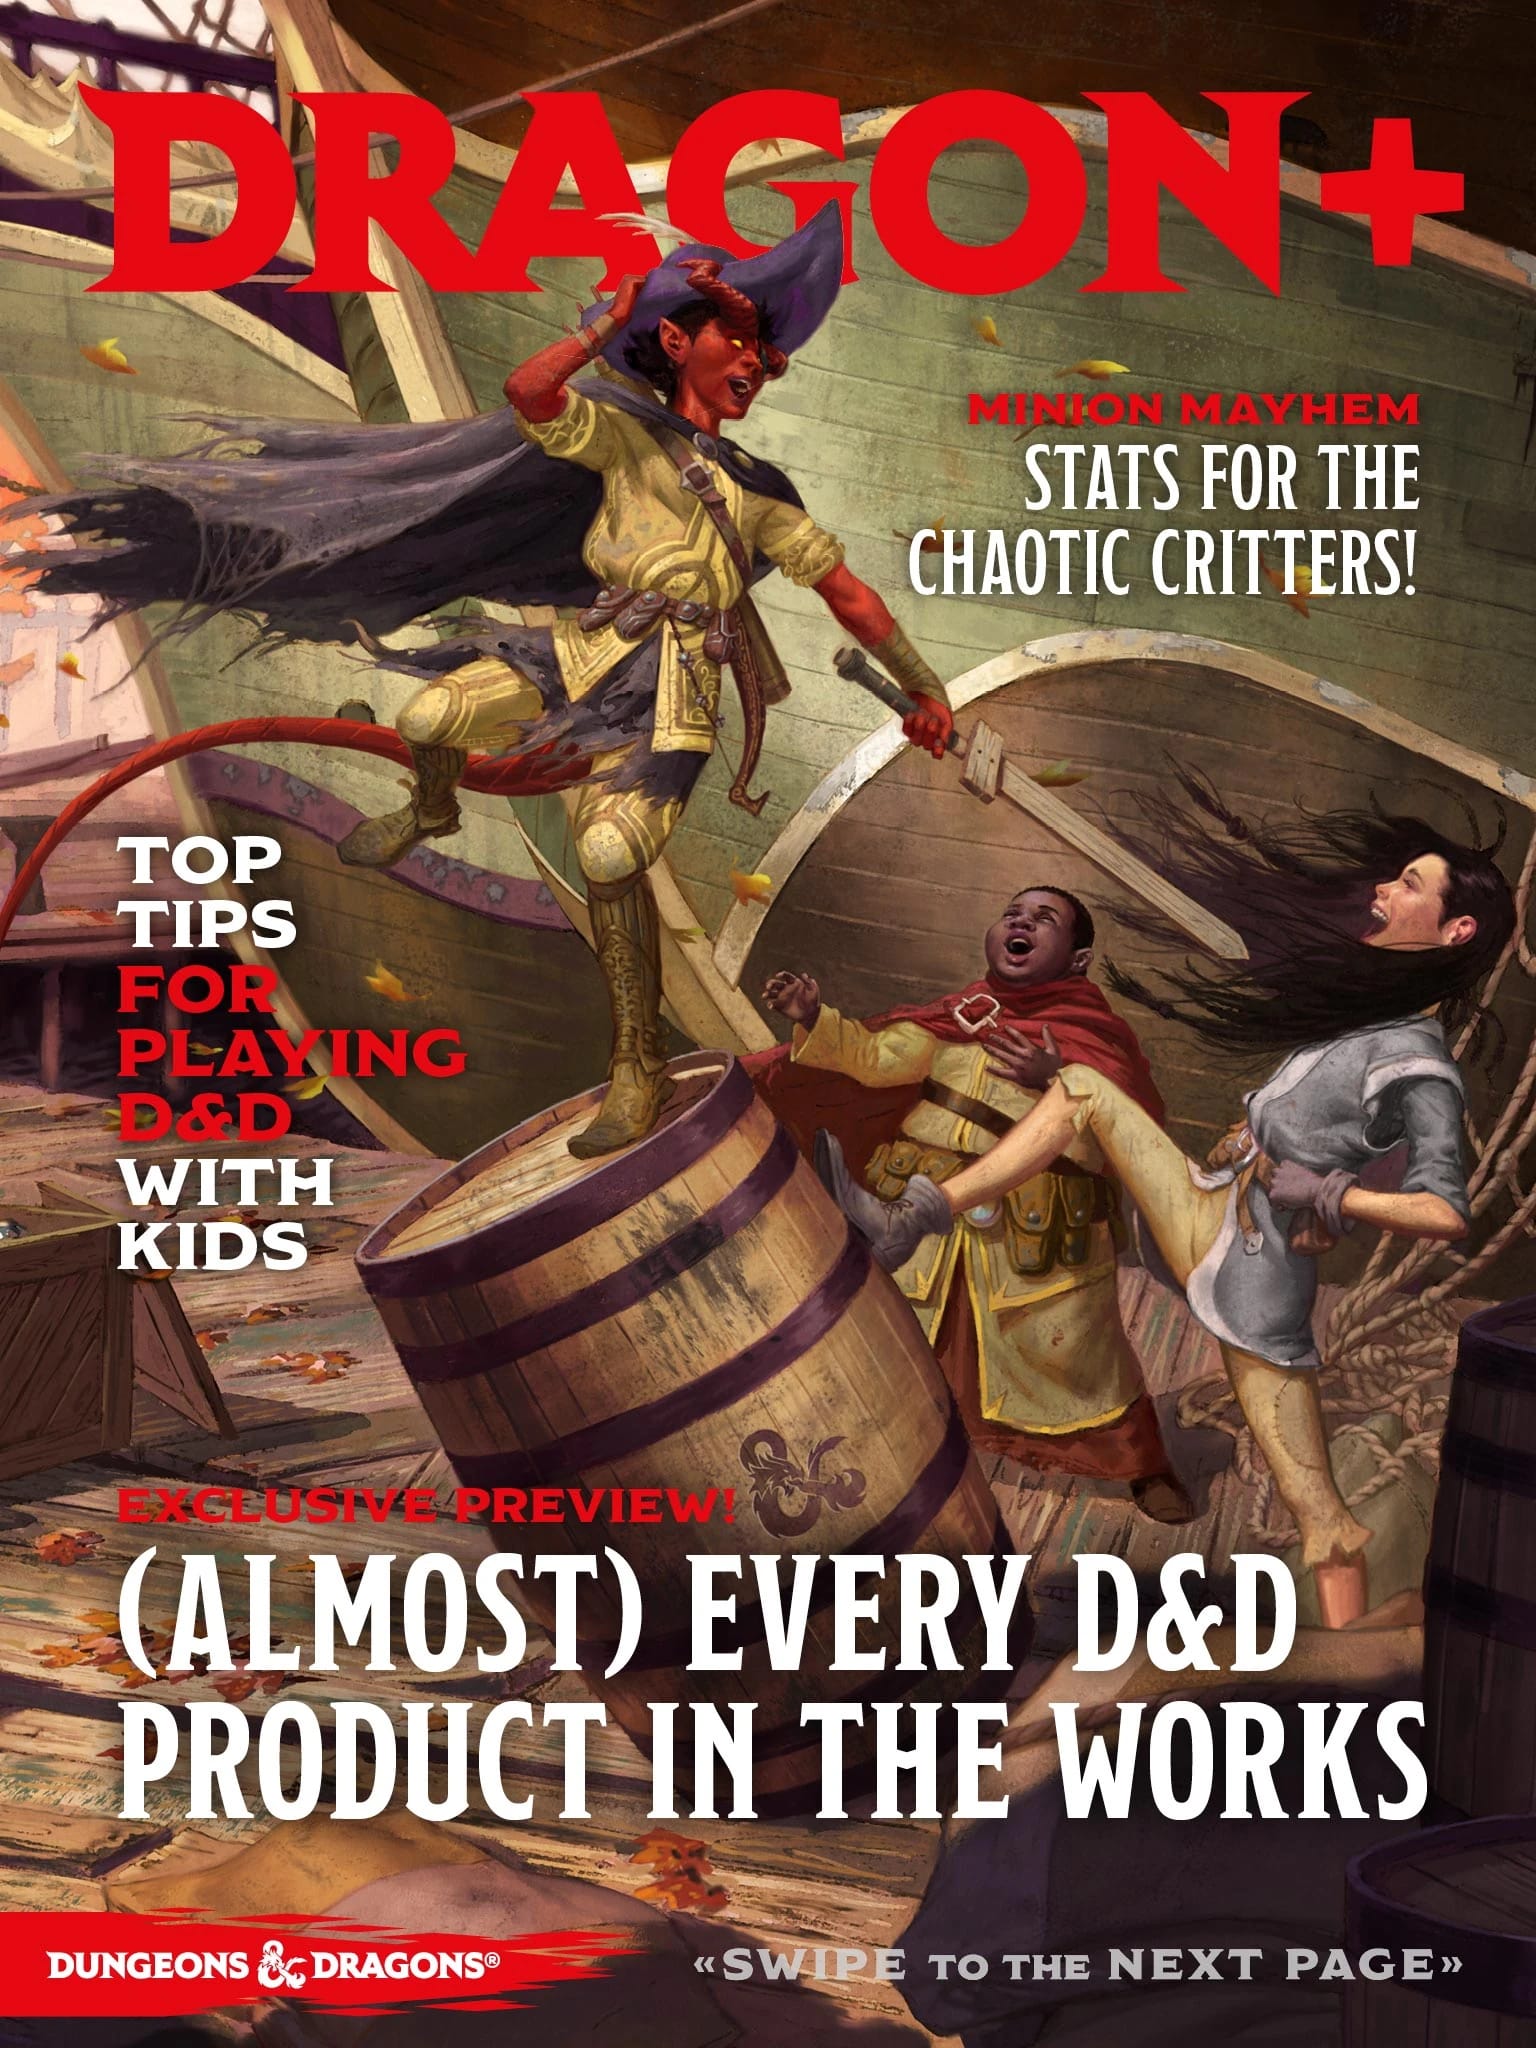 DRAGON+
MINION MAYHEM
STATS FOR THE
CHAOTIC CRITTERS!
TOP
TIPS
FOR
PLAYING
D&D
WITH
KIDS
EXCLUSIVE PREVIEW!
(ALMOST) EVERY D&D
PRODUCT IN THE WORKS
DUNGEONS & DRAGONS®
«SWIPE TO THE NEXT PAGE»